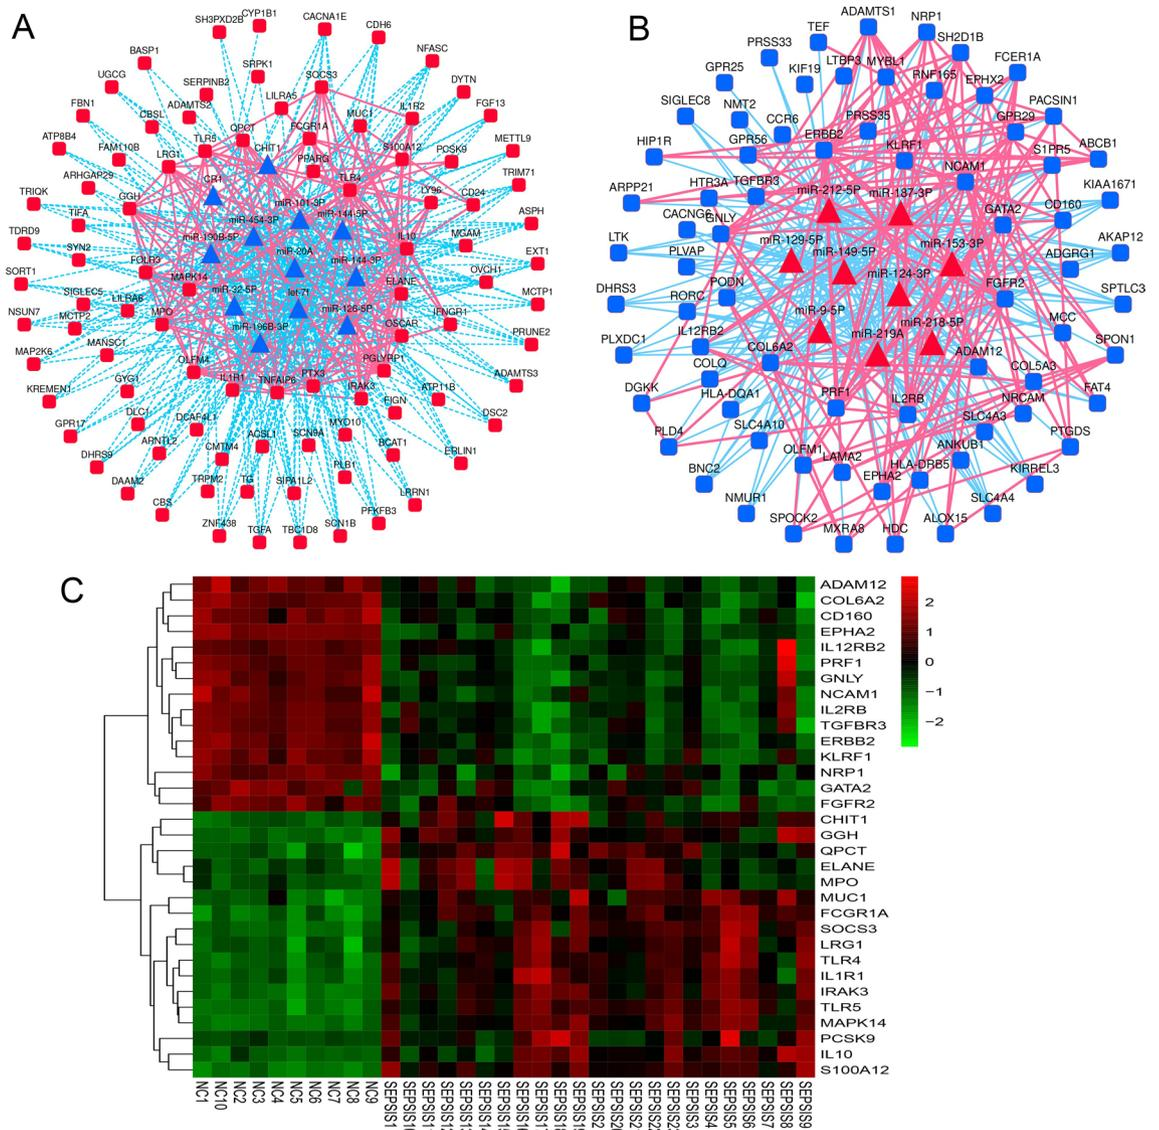 A
SH3PXD2B
CYP1B1
CACNA1E
CDH6
BASP1
NFASC
UGCG
SERPINB2
SRPK1
SOCS3
DYTN
FBN1
ADAMTS2
LILRA5
IL1R2
FGF13
CBSL
QPCT
FCGR1A
MUC1
ATP8B4
FAM110B
LRG1
TLR5
CHIT1
PPARG
S100A12
PCSK9
METTL9
ARHGAP29
CR1
TLR4
LY96
CD24
TRIM71
TRIQK
GGH
miR-101-3P
miR-454-3P
miR-144-5P
ASPH
TIFA
miR-190B-5P
IL10
MGAM
TDRD9
SYN2
FOLR3
miR-20A
miR-144-3P
EXT1
SORT1
MAPK14
ELANE
OVCH1
SIGLEC5
LILRA6
miR-32-5P
let-7f
miR-126-5P
IFNGR1
MCTP1
NSUN7
MCTP2
MPO
miR-196B-3P
OSCAR
PRUNE2
MAP2K6
MANSC1
OLFM4
PGLYRP1
KREMEN1
GYG1
IL1R1
TNFAIP6
PTX3
IRAK3
ATP11B
ADAMTS3
GPR17
DLC1
DCAF4L1
FIGN
DSC2
DHRS9
ARNTL2
CMTM4
ACSL1
SCN9A
MYO10
BCAT1
ERLIN1
DAAM2
TRPM2
TG
SIPA1L2
PLB1
CBS
LRRN1
ZNF438
TGFA
TBC1D8
SCN1B
PFKFB3
B
ADAMTS1
NRP1
TEF
SH2D1B
PRSS33
LTBP3
MYBL1
FCER1A
GPR25
KIF19
RNF165
EPHX2
SIGLEC8
NMT2
CCR6
PRSS35
PACSIN1
GPR29
HIP1R
GPR56
ERBB2
KLRF1
S1PR5
ABCB1
NCAM1
ARPP21
HTR3A
TGFBR3
miR-212-5P
miR-187-3P
KIAA1671
CACNG6
GNLY
GATA2
CD160
LTK
PLVAP
miR-129-5P
miR-149-5P
miR-153-3P
ADGRG1
AKAP12
DHRS3
PODN
miR-124-3P
FGFR2
SPTLC3
RORC
miR-9-5P
miR-218-5P
MCC
PLXDC1
IL12RB2
miR-219A
SPON1
COLQ
COL6A2
ADAM12
COL5A3
DGKK
HLA-DQA1
PRF1
IL2RB
NRCAM
FAT4
PLD4
SLC4A10
SLC4A3
PTGDS
OLFM1
LAMA2
ANKUB1
BNC2
EPHA2
HLA-DRB5
KIRREL3
NMUR1
SLC4A4
SPOCK2
MXRA8
HDC
ALOX15
C
ADAM12
COL6A2
CD160
EPHA2
IL12RB2
PRF1
GNLY
NCAM1
IL2RB
TGFBR3
ERBB2
KLRF1
NRP1
GATA2
FGFR2
CHIT1
GGH
QPCT
ELANE
MPO
MUC1
FCGR1A
SOCS3
LRG1
TLR4
IL1R1
IRAK3
TLR5
MAPK14
PCSK9
IL10
S100A12
2
1
0
−1
−2
NC1
NC10
NC2
NC3
NC4
NC5
NC6
NC7
NC8
NC9
SEPSIS1
SEPSIS2
SEPSIS3
SEPSIS4
SEPSIS5
SEPSIS6
SEPSIS7
SEPSIS8
SEPSIS9